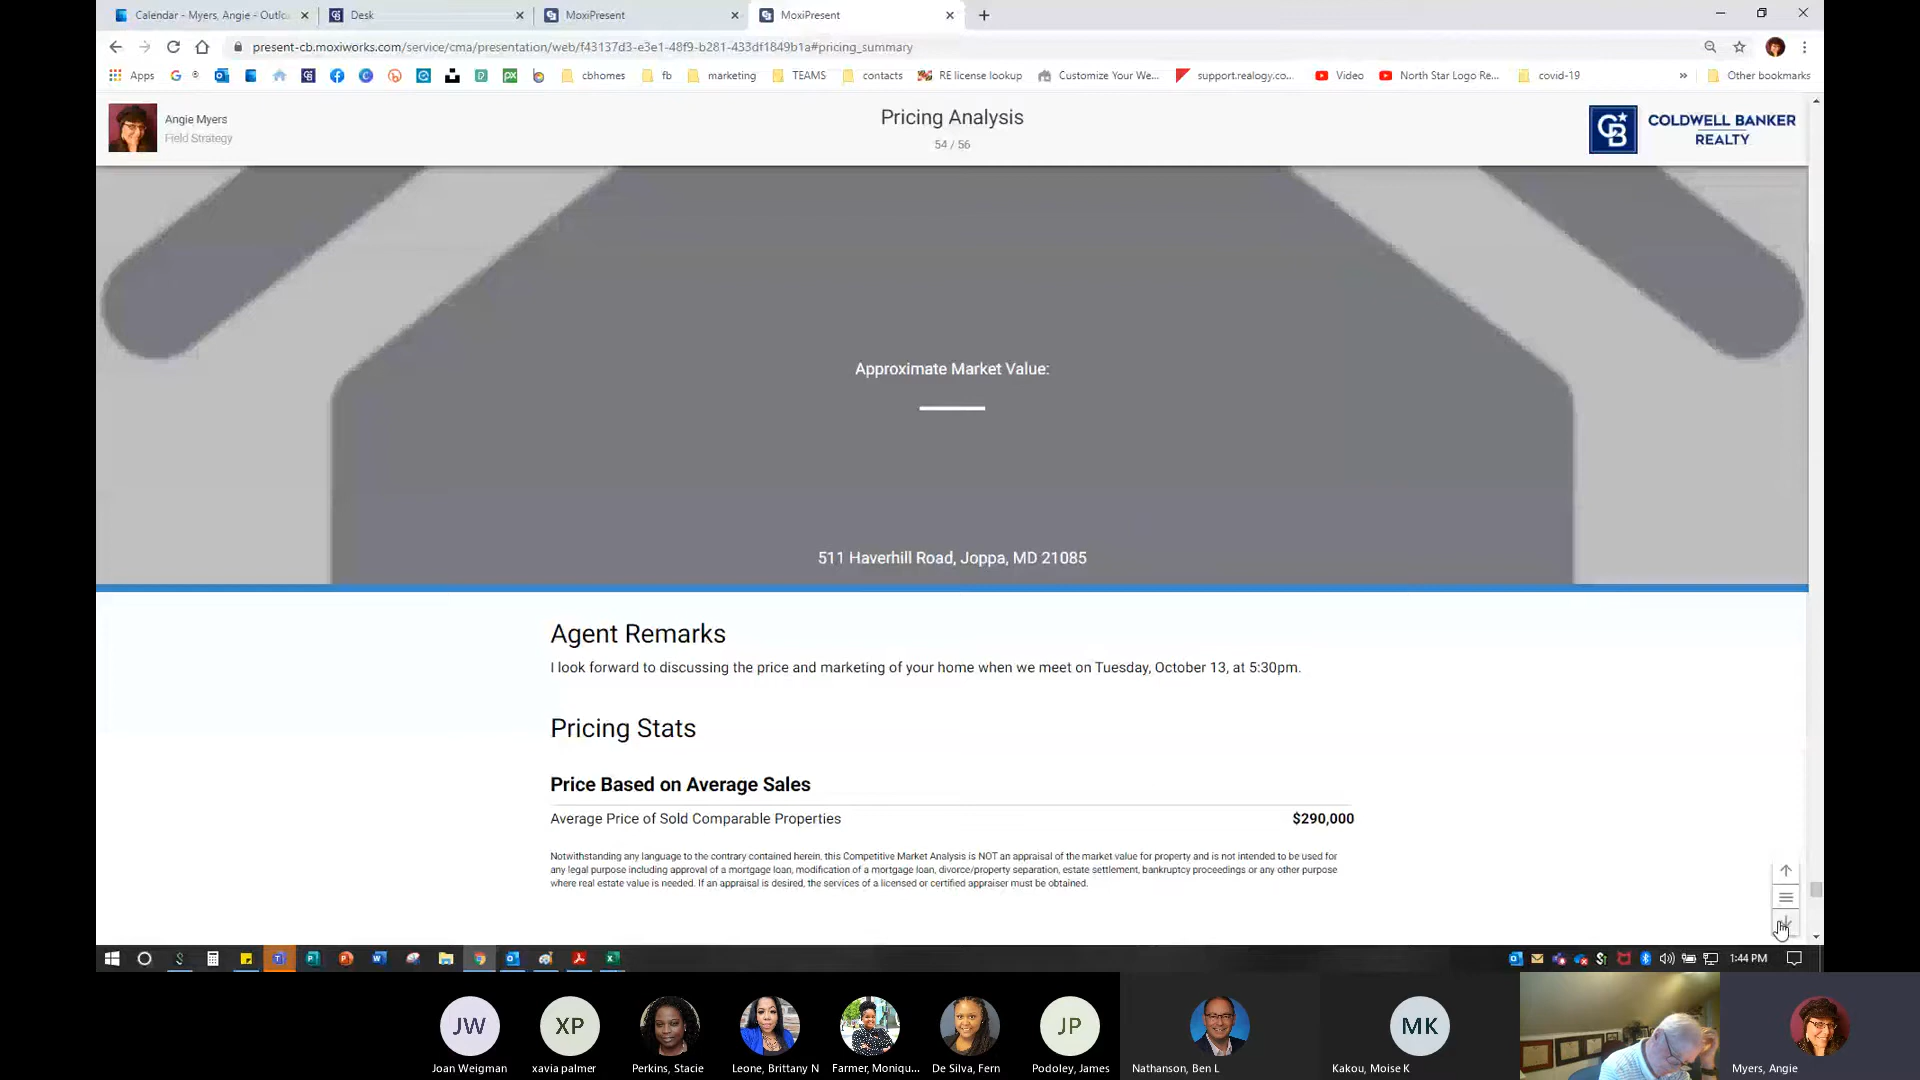 Calendar - Myers, Angie - Outlo
Desk
MoxiPresent
MoxiPresent
present-cb.moxiworks.com/service/cma/presentation/web/f43137d3-e3e1-48f9-b281-433df1849b1a#pricing_summary
Apps
cbhomes
fb
marketing
TEAMS
contacts
RE license lookup
Customize Your We...
support.realogy.co...
Video
North Star Logo Re...
covid-19
»
Other bookmarks
Angie Myers
Field Strategy
Pricing Analysis
54 / 56
COLDWELL BANKER
REALTY
Approximate Market Value:
511 Haverhill Road, Joppa, MD 21085
Agent Remarks
I look forward to discussing the price and marketing of your home when we meet on Tuesday, October 13, at 5:30pm.
Pricing Stats
Price Based on Average Sales
Average Price of Sold Comparable Properties $290,000
Notwithstanding any language to the contrary contained herein, this Competitive Market Analysis is NOT an appraisal of the market value for property and is not intended to be used for
any legal purpose including approval of a mortgage loan, modification of a mortgage loan, divorce/property separation, estate settlement, bankruptcy proceedings or any other purpose
where real estate value is needed. If an appraisal is desired, the services of a licensed or certified appraiser must be obtained.
1:44 PM
JW
XP
JP
MK
Joan Weigman
xavia palmer
Perkins, Stacie
Leone, Brittany N
Farmer, Moniqu...
De Silva, Fern
Podoley, James
Nathanson, Ben L
Kakou, Moise K
Myers, Angie